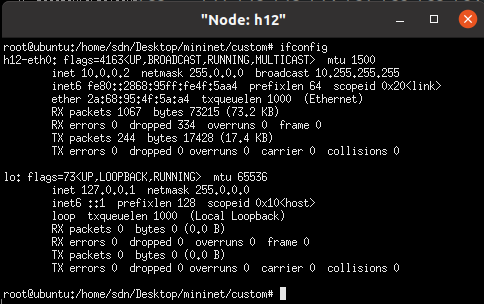 "Node: h12"
root@ubuntu:/home/sdn/Desktop/mininet/custom# ifconfig
h12-eth0: flags=4163<UP,BROADCAST,RUNNING,MULTICAST>  mtu 1500
        inet 10.0.0.2  netmask 255.0.0.0  broadcast 10.255.255.255
        inet6 fe80::2868:95ff:fe4f:5aa4  prefixlen 64  scopeid 0x20<link>
        ether 2a:68:95:4f:5a:a4  txqueuelen 1000  (Ethernet)
        RX packets 1067  bytes 73215 (73.2 KB)
        RX errors 0  dropped 334  overruns 0  frame 0
        TX packets 244  bytes 17428 (17.4 KB)
        TX errors 0  dropped 0 overruns 0  carrier 0  collisions 0
lo: flags=73<UP,LOOPBACK,RUNNING>  mtu 65536
        inet 127.0.0.1  netmask 255.0.0.0
        inet6 ::1  prefixlen 128  scopeid 0x10<host>
        loop  txqueuelen 1000  (Local Loopback)
        RX packets 0  bytes 0 (0.0 B)
        RX errors 0  dropped 0  overruns 0  frame 0
        TX packets 0  bytes 0 (0.0 B)
        TX errors 0  dropped 0 overruns 0  carrier 0  collisions 0
root@ubuntu:/home/sdn/Desktop/mininet/custom#